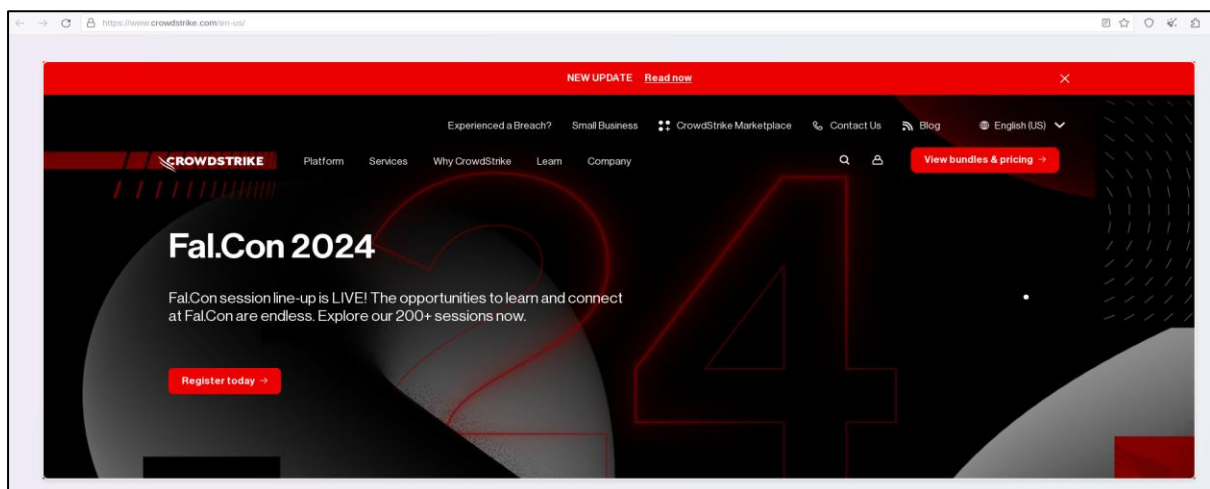 https://www.crowdstrike.com/en-us/
NEW UPDATE Read now
Experienced a Breach? Small Business CrowdStrike Marketplace Contact Us Blog English (US)
CROWDSTRIKE Platform Services Why CrowdStrike Learn Company View bundles & pricing →
24
Fal.Con 2024
Fal.Con session line-up is LIVE! The opportunities to learn and connect
at Fal.Con are endless. Explore our 200+ sessions now.
Register today →